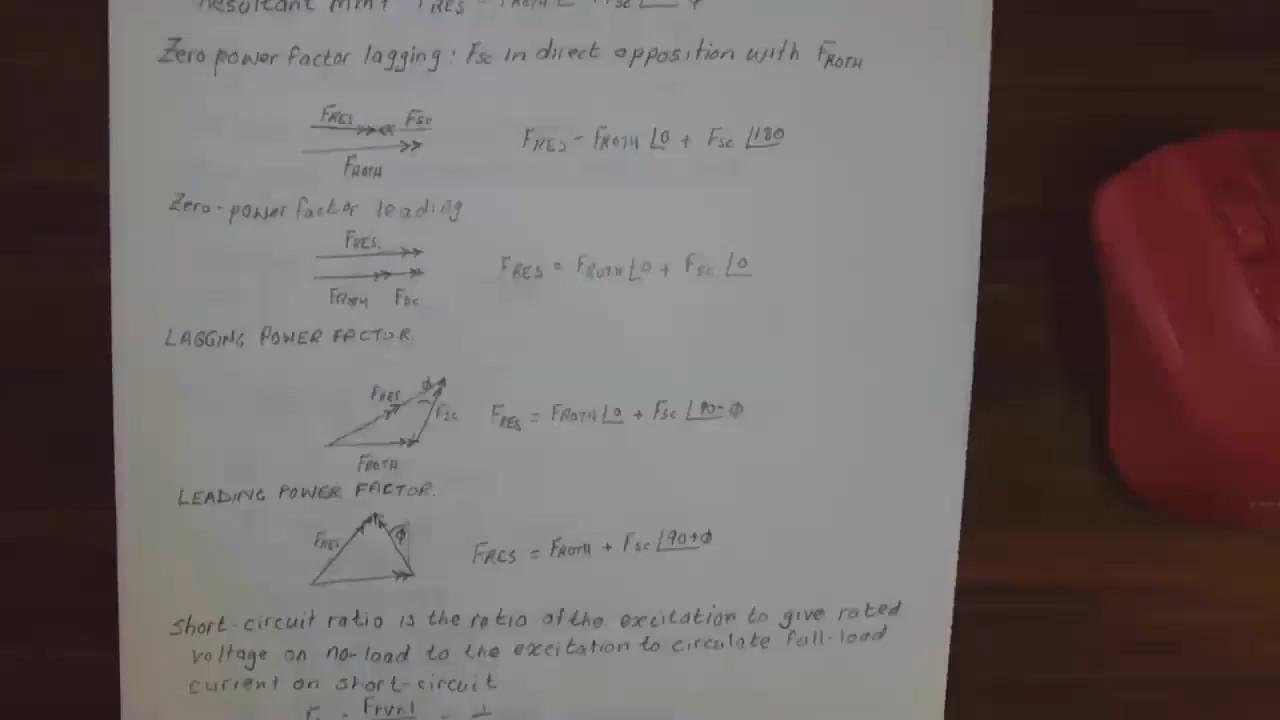 Resultant MMF FRES
Zero power factor lagging: Fsc in direct opposition with FROTH
FRES Fsc
FROTH
FRES = FROTH ∠0 + Fsc ∠180
Zero-power factor leading
FRES.
FROTH Fsc
FRES = FROTH ∠0 + Fsc ∠0
LAGGING POWER FACTOR.
FRES ϕ Fsc
FROTH
FRES = FROTH ∠0 + Fsc ∠90-ϕ
LEADING POWER FACTOR.
FRES ϕ
FRES = FROTH + Fsc ∠90+ϕ
Short-circuit ratio is the ratio of the excitation to give rated
voltage on no-load to the excitation to circulate full-load
current on short-circuit